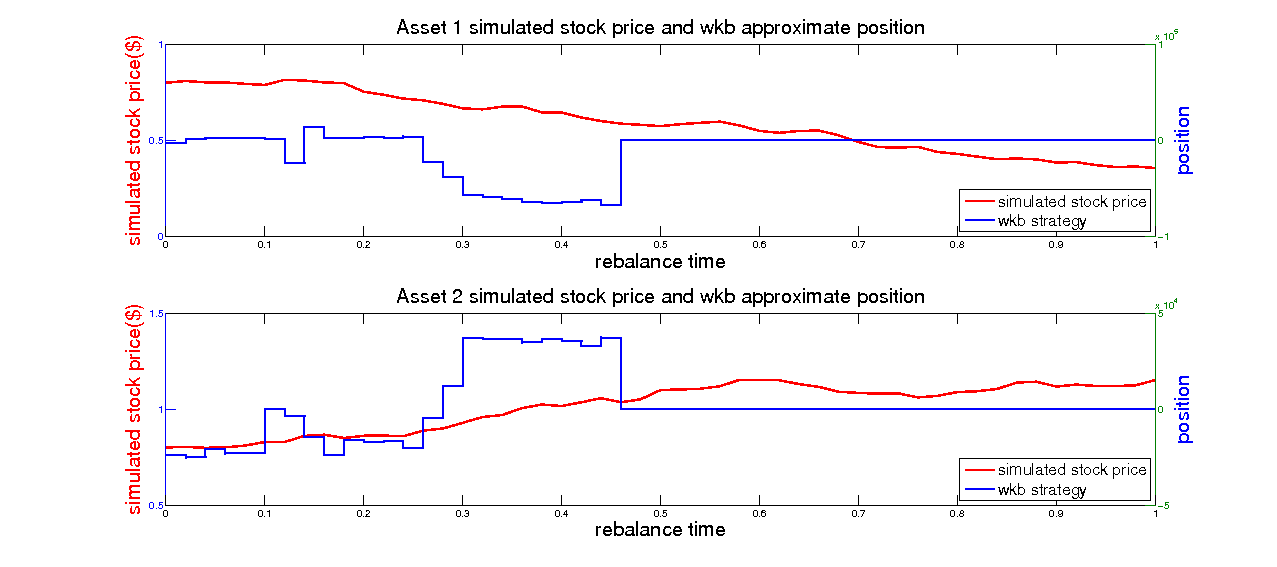 Asset 1 simulated stock price and wkb approximate position
x 10^5
simulated stock price($)
1
0.5
0
1
0
-1
position
simulated stock price
wkb strategy
0 0.1 0.2 0.3 0.4 0.5 0.6 0.7 0.8 0.9 1
rebalance time
Asset 2 simulated stock price and wkb approximate position
x 10^4
simulated stock price($)
1.5
1
0.5
5
0
-5
position
simulated stock price
wkb strategy
0 0.1 0.2 0.3 0.4 0.5 0.6 0.7 0.8 0.9 1
rebalance time